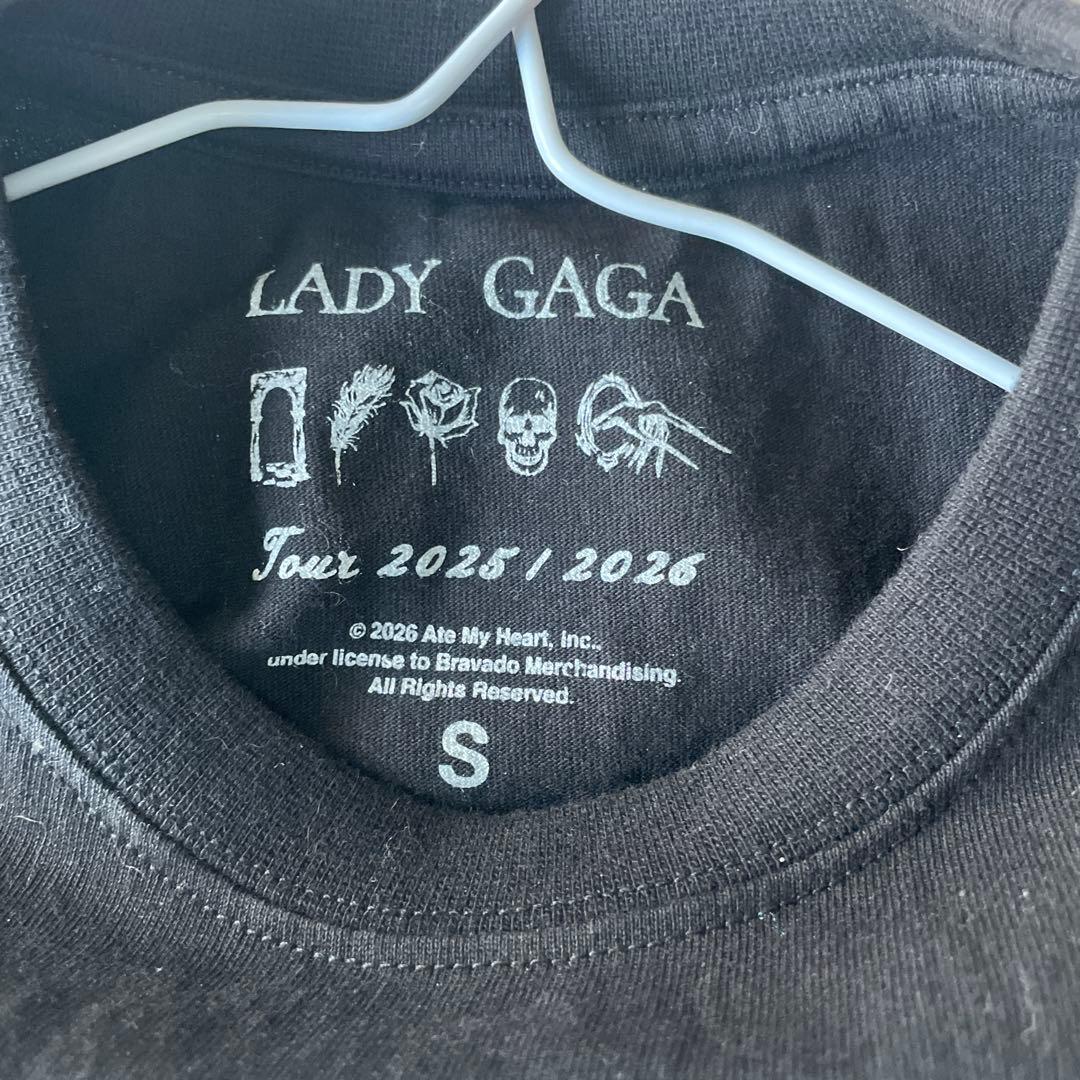 LADY GAGA
Tour 2025 / 2026
© 2026 Ate My Heart, Inc.,
under license to Bravado Merchandising.
All Rights Reserved.
S